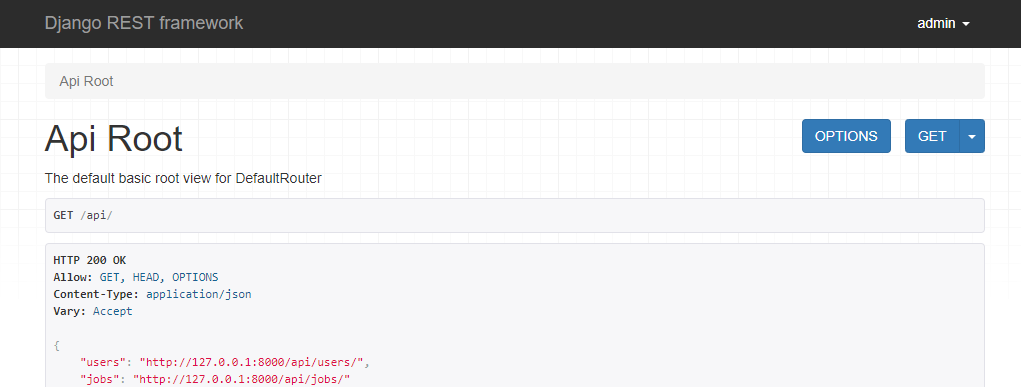 Django REST framework
admin
Api Root
Api Root
OPTIONS
GET
The default basic root view for DefaultRouter
GET /api/
HTTP 200 OK
Allow: GET, HEAD, OPTIONS
Content-Type: application/json
Vary: Accept
{
"users": "http://127.0.0.1:8000/api/users/",
"jobs": "http://127.0.0.1:8000/api/jobs/"